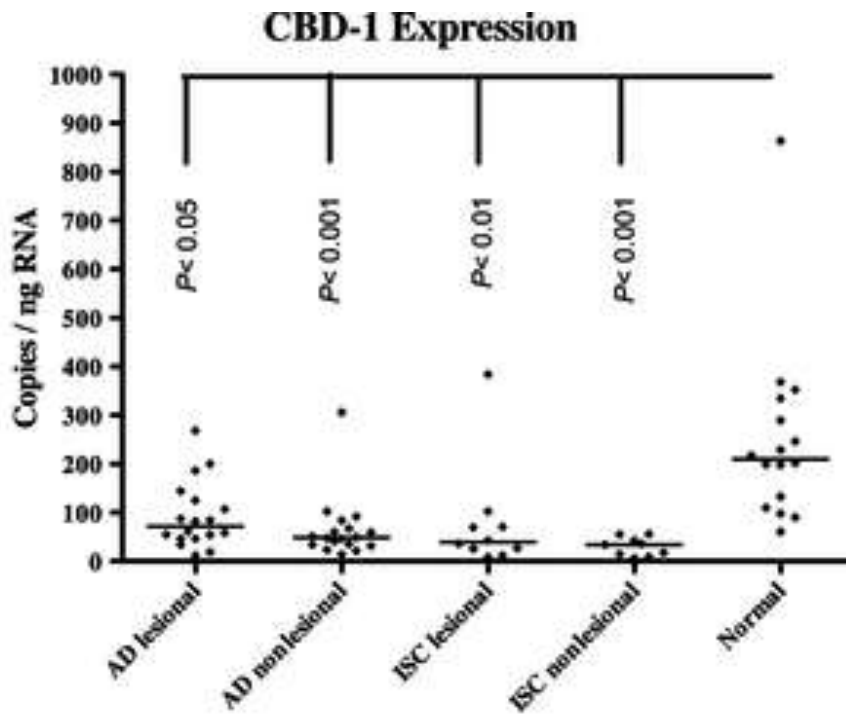 CBD-1 Expression
1000
900
800
700
600
500
400
300
200
100
0
Copies / ng RNA
P< 0.05
P< 0.001
P< 0.01
P< 0.001
AD lesional
AD nonlesional
ISC lesional
ISC nonlesional
Normal